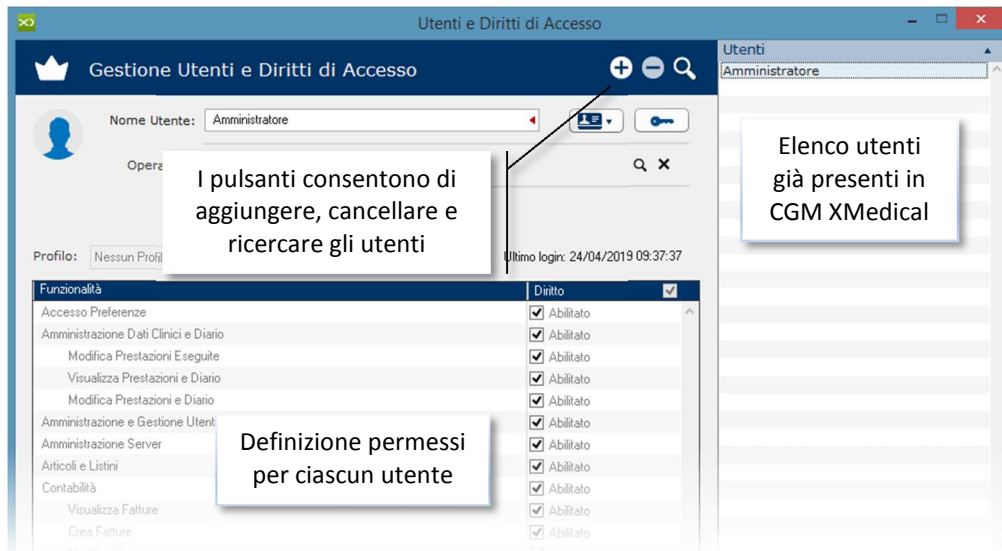 Utenti e Diritti di Accesso
Gestione Utenti e Diritti di Accesso
Utenti
Amministratore
Nome Utente: Amministratore
Elenco utenti
già presenti in
CGM XMedical
I pulsanti consentono di
aggiungere, cancellare e
ricercare gli utenti
Profilo: Nessun
Ultimo login: 24/04/2019 09:37:37
Funzionalità Diritto
Accesso Preferenze Abilitato
Amministrazione Dati Clinici e Diario Abilitato
Modifica Prestazioni Eseguite Abilitato
Visualizza Prestazioni e Diario Abilitato
Modifica Prestazioni e Diario Abilitato
Amministrazione e Gestione Utent Abilitato
Amministrazione Server Abilitato
Articoli e Listini Abilitato
Contabilità Abilitato
Visualizza Fatture Abilitato
Crea Fatture Abilitato
Definizione permessi
per ciascun utente